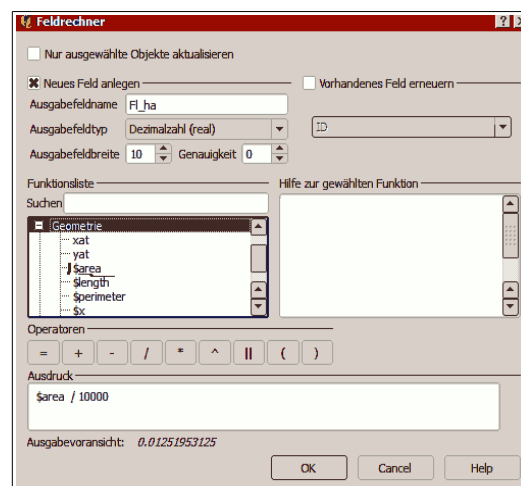 Feldrechner
Nur ausgewählte Objekte aktualisieren
Neues Feld anlegen
Vorhandenes Feld erneuern
Ausgabefeldname Fl_ha
Ausgabefeldtyp Dezimalzahl (real)
ID
Ausgabefeldbreite 10 Genauigkeit 0
Funktionsliste
Hilfe zur gewählten Funktion
Suchen
Geometrie
xat
yat
$area
$length
$perimeter
$x
Operatoren
= + - / * ^ || ( )
Ausdruck
$area / 10000
Ausgabevoransicht: 0.01251953125
OK Cancel Help